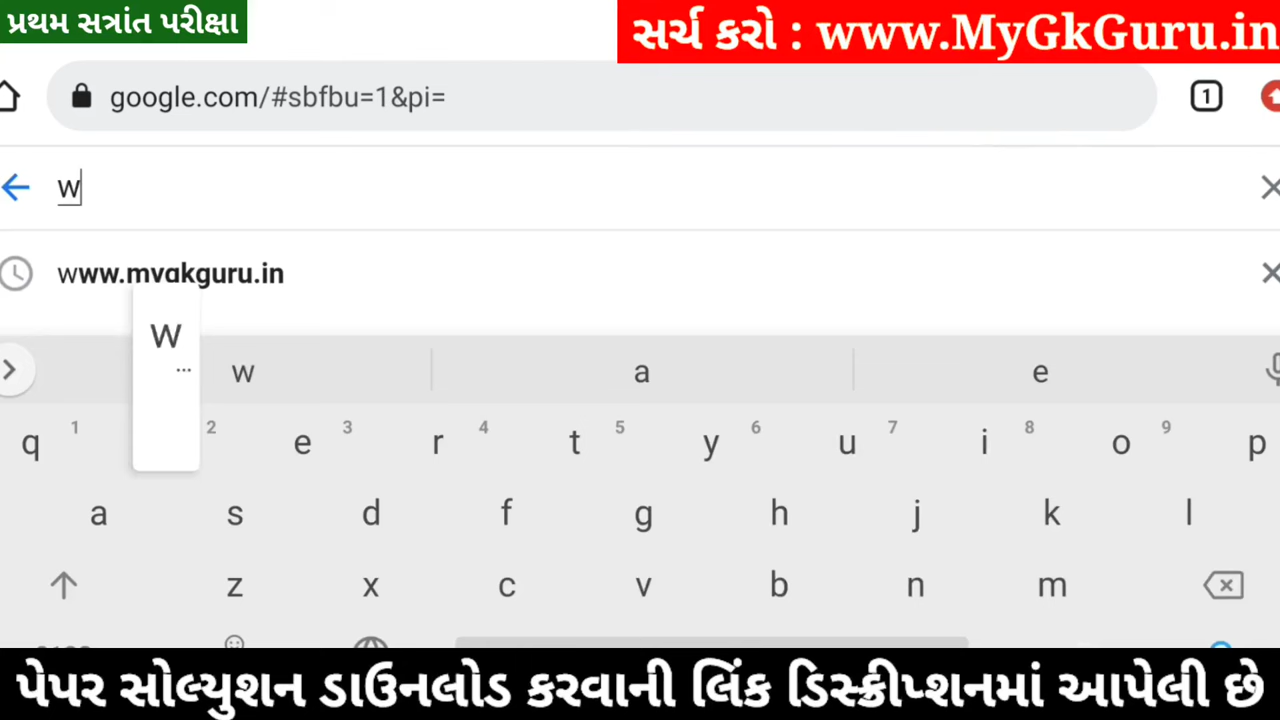 પ્રથમ સત્રાંત પરીક્ષા
સર્ચ કરો : www.MyGkGuru.in
google.com/#sbfbu=1&pi=
1
w
www.mygkguru.in
w
...
w a e
1 2 3 4 5 6 7 8 9
q e r t y u i o p
a s d f g h j k l
z x c v b n m
પેપર સોલ્યુશન ડાઉનલોડ કરવાની લિંક ડિસ્ક્રીપ્શનમાં આપેલી છે